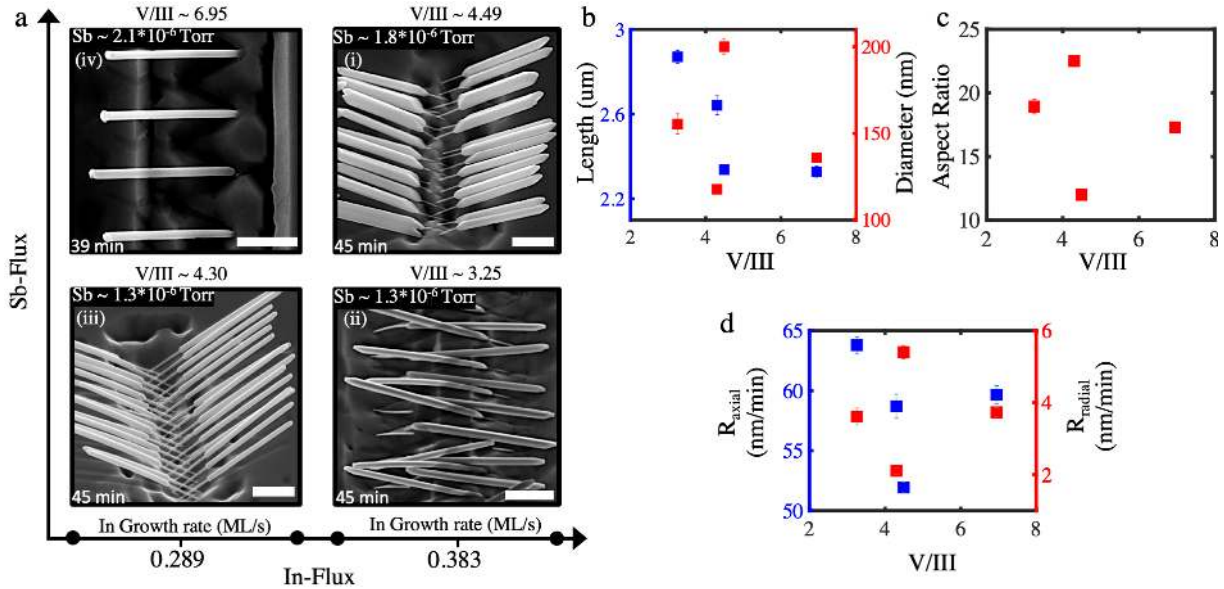 a
V/III ~ 6.95
V/III ~ 4.49
Sb ~ 2.1*10-6 Torr
(iv)
39 min
Sb ~ 1.8*10-6 Torr
(i)
45 min
V/III ~ 4.30
V/III ~ 3.25
Sb ~ 1.3*10-6 Torr
(iii)
45 min
Sb ~ 1.3*10-6 Torr
(ii)
45 min
Sb-Flux
In Growth rate (ML/s)
In Growth rate (ML/s)
0.289
0.383
In-Flux
b
3
2.6
2.2
Length (um)
200
150
100
Diameter (nm)
2 4 6 8
V/III
c
25
20
15
10
Aspect Ratio
2 4 6 8
V/III
d
65
60
55
50
Raxial
(nm/min)
6
4
2
Rradial
(nm/min)
2 4 6 8
V/III